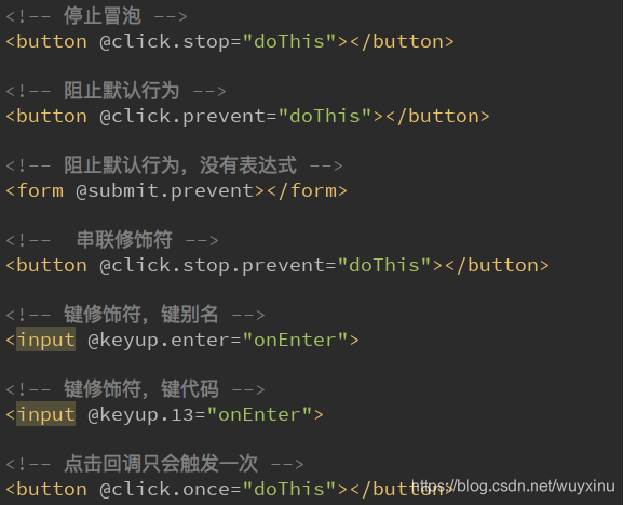 <!-- 停止冒泡 -->
<button @click.stop="doThis"></button>
<!-- 阻止默认行为 -->
<button @click.prevent="doThis"></button>
<!-- 阻止默认行为，没有表达式 -->
<form @submit.prevent></form>
<!--  串联修饰符 -->
<button @click.stop.prevent="doThis"></button>
<!-- 键修饰符，键别名 -->
<input @keyup.enter="onEnter">
<!-- 键修饰符，键代码 -->
<input @keyup.13="onEnter">
<!-- 点击回调只会触发一次 -->
<button @click.once="doThis"></button>
https://blog.csdn.net/wuyxinu